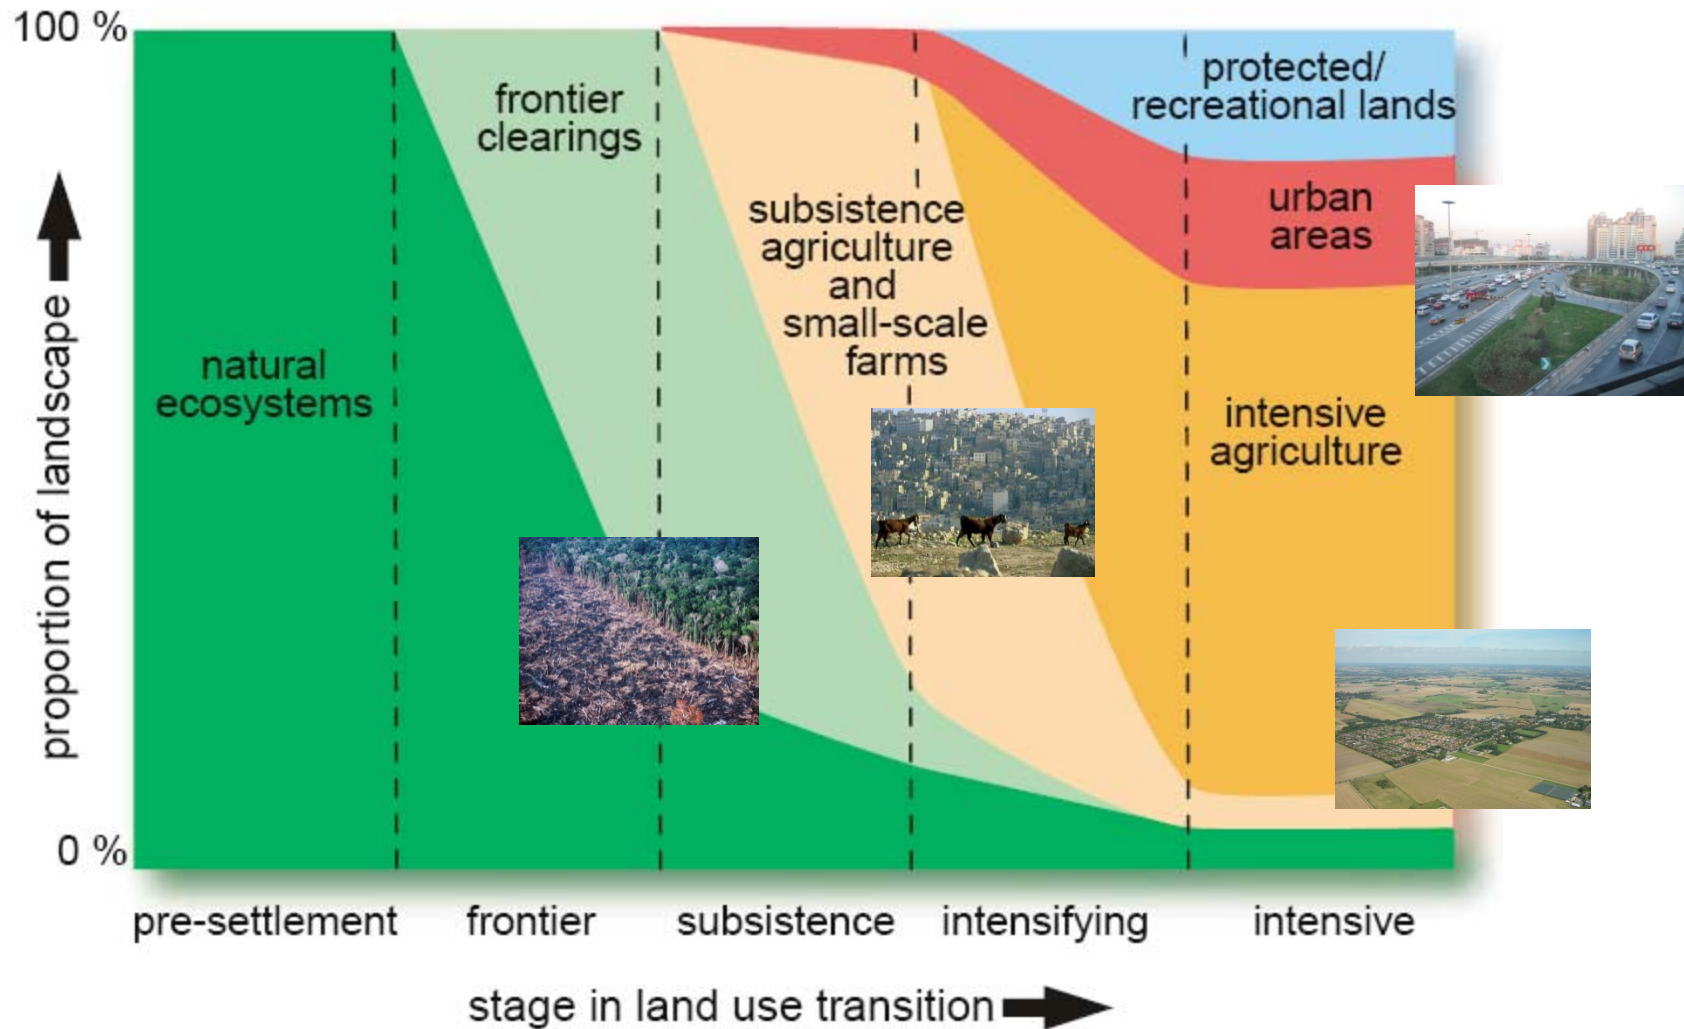 100 %
frontier
clearings
protected/
recreational lands
subsistence
agriculture
and
small-scale
farms
urban
areas
natural
ecosystems
intensive
agriculture
proportion of landscape
0 %
pre-settlement
frontier
subsistence
intensifying
intensive
stage in land use transition